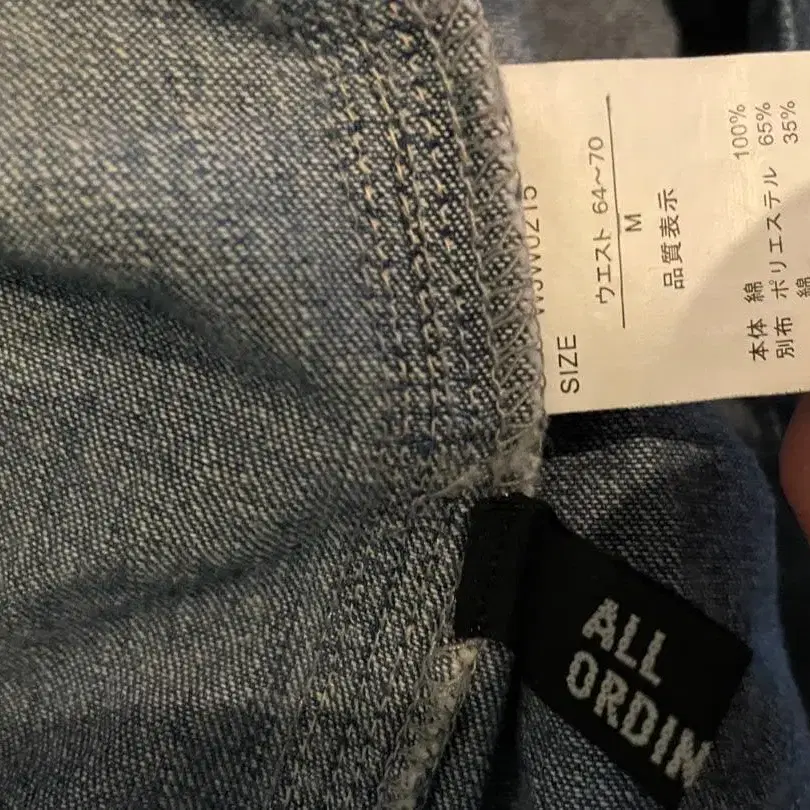 SIZE
ウエスト 64~70
M
品質表示
本体 綿 100%
別布 ポリエステル 65%
綿 35%
ALL
ORDIN